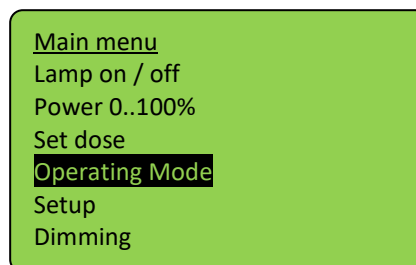 Main menu
Lamp on / off
Power 0..100%
Set dose
Operating Mode
Setup
Dimming